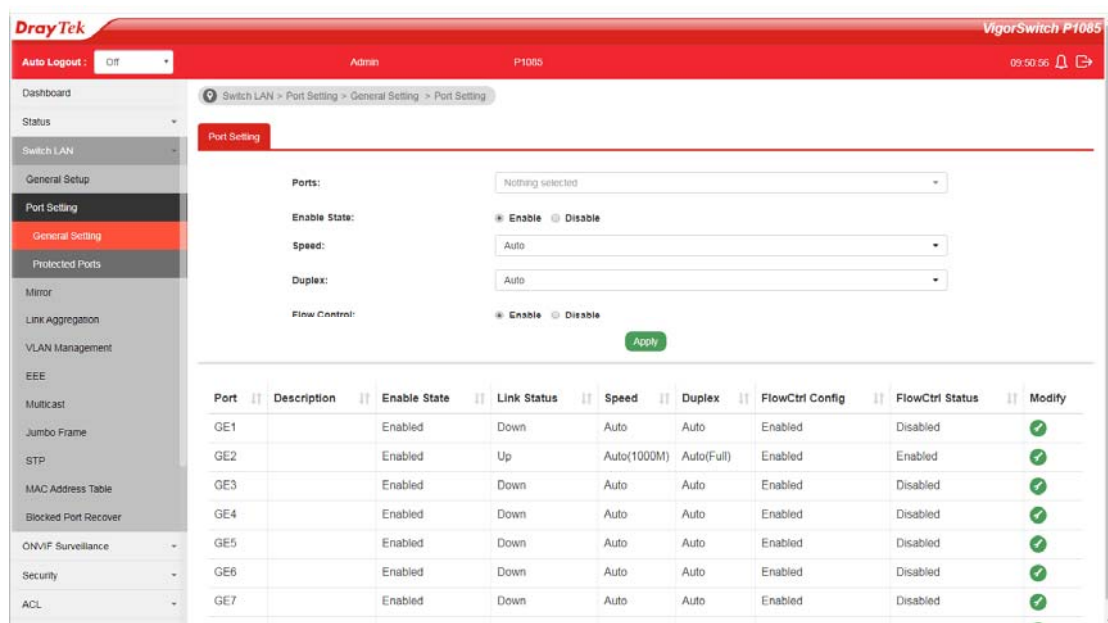 DrayTek
VigorSwitch P1085
Auto Logout : Off Admin P1085 09:50:56
Dashboard
Status
Switch LAN
General Setup
Port Setting
General Setting
Protected Ports
Mirror
Link Aggregation
VLAN Management
EEE
Multicast
Jumbo Frame
STP
MAC Address Table
Blocked Port Recover
ONVIF Surveillance
Security
ACL
Switch LAN > Port Setting > General Setting > Port Setting
Port Setting
Ports: Nothing selected
Enable State: Enable Disable
Speed: Auto
Duplex: Auto
Flow Control: Enable Disable
Apply
Port Description Enable State Link Status Speed Duplex FlowCtrl Config FlowCtrl Status Modify
GE1 Enabled Down Auto Auto Enabled Disabled
GE2 Enabled Up Auto(1000M) Auto(Full) Enabled Enabled
GE3 Enabled Down Auto Auto Enabled Disabled
GE4 Enabled Down Auto Auto Enabled Disabled
GE5 Enabled Down Auto Auto Enabled Disabled
GE6 Enabled Down Auto Auto Enabled Disabled
GE7 Enabled Down Auto Auto Enabled Disabled